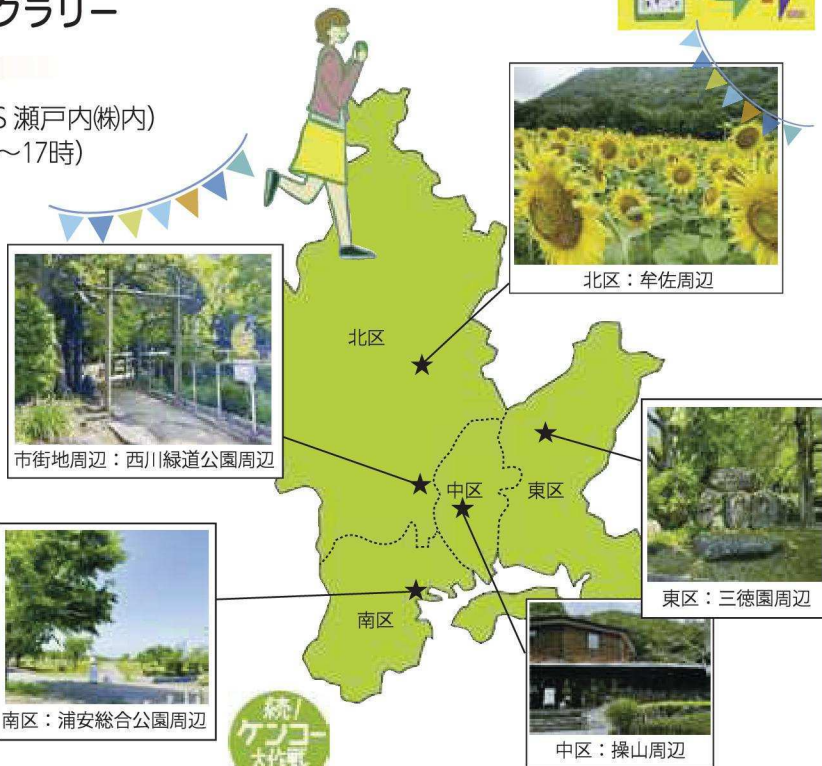 クラリー
S 瀬戸内㈱内)
〜17時)
北区：牟佐周辺
北区
市街地周辺：西川緑道公園周辺
中区
東区
東区：三徳園周辺
南区
南区：浦安総合公園周辺
続!
ケンコー
大作戦
中区：操山周辺